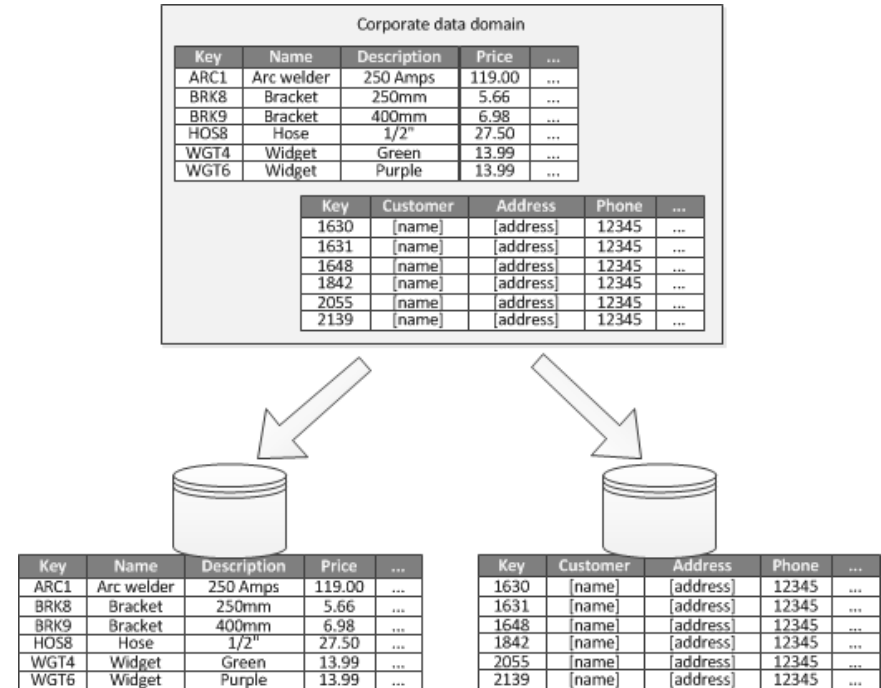 Corporate data domain
Key Name Description Price ...
ARC1 Arc welder 250 Amps 119.00 ...
BRK8 Bracket 250mm 5.66 ...
BRK9 Bracket 400mm 6.98 ...
HOS8 Hose 1/2" 27.50 ...
WGT4 Widget Green 13.99 ...
WGT6 Widget Purple 13.99 ...
Key Customer Address Phone ...
1630 [name] [address] 12345 ...
1631 [name] [address] 12345 ...
1648 [name] [address] 12345 ...
1842 [name] [address] 12345 ...
2055 [name] [address] 12345 ...
2139 [name] [address] 12345 ...
Key Name Description Price ...
ARC1 Arc welder 250 Amps 119.00 ...
BRK8 Bracket 250mm 5.66 ...
BRK9 Bracket 400mm 6.98 ...
HOS8 Hose 1/2" 27.50 ...
WGT4 Widget Green 13.99 ...
WGT6 Widget Purple 13.99 ...
Key Customer Address Phone ...
1630 [name] [address] 12345 ...
1631 [name] [address] 12345 ...
1648 [name] [address] 12345 ...
1842 [name] [address] 12345 ...
2055 [name] [address] 12345 ...
2139 [name] [address] 12345 ...